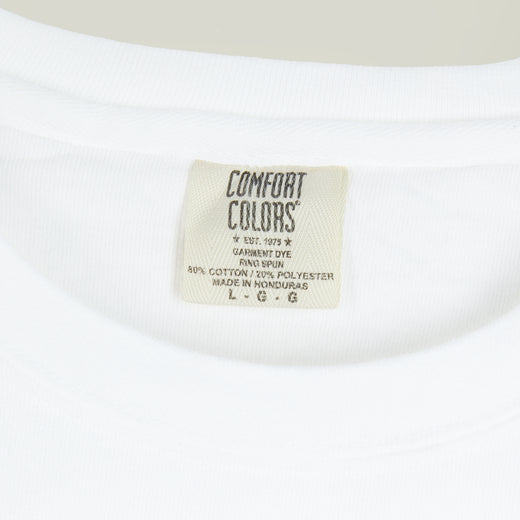 COMFORT
COLORS®
★ EST. 1975 ★
GARMENT DYE
RING SPUN
80% COTTON / 20% POLYESTER
MADE IN HONDURAS
L - G - G